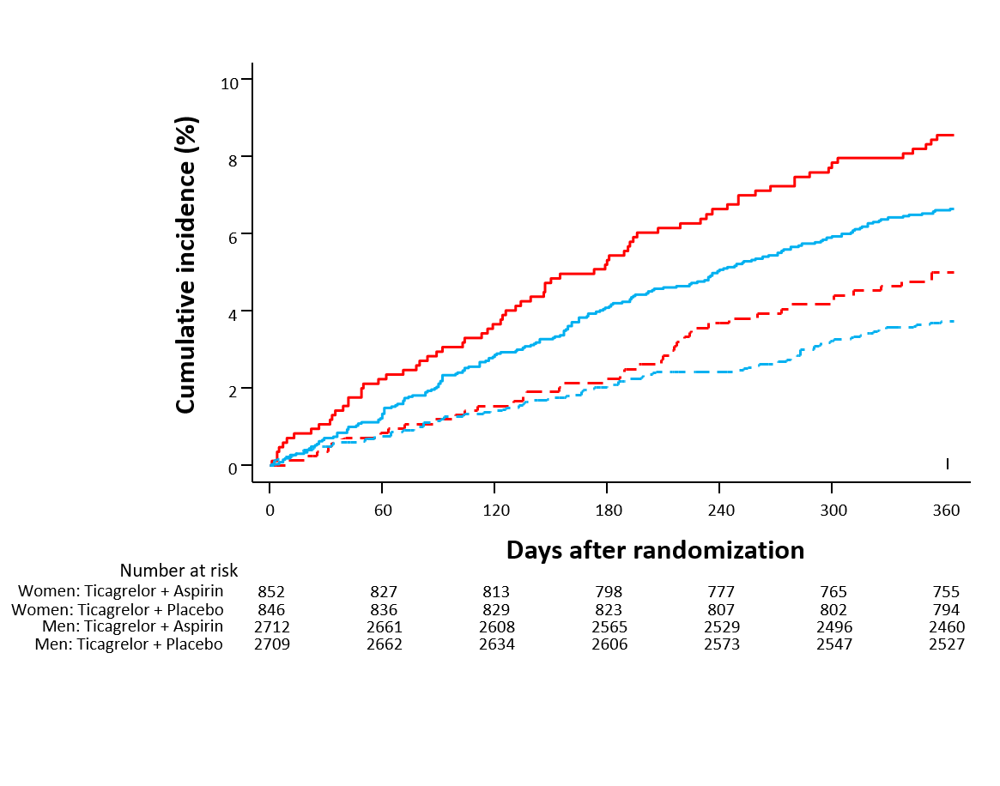 Cumulative incidence (%)
10
8
6
4
2
0
0 60 120 180 240 300 360
Days after randomization
Number at risk
Women: Ticagrelor + Aspirin 852 827 813 798 777 765 755
Women: Ticagrelor + Placebo 846 836 829 823 807 802 794
Men: Ticagrelor + Aspirin 2712 2661 2608 2565 2529 2496 2460
Men: Ticagrelor + Placebo 2709 2662 2634 2606 2573 2547 2527